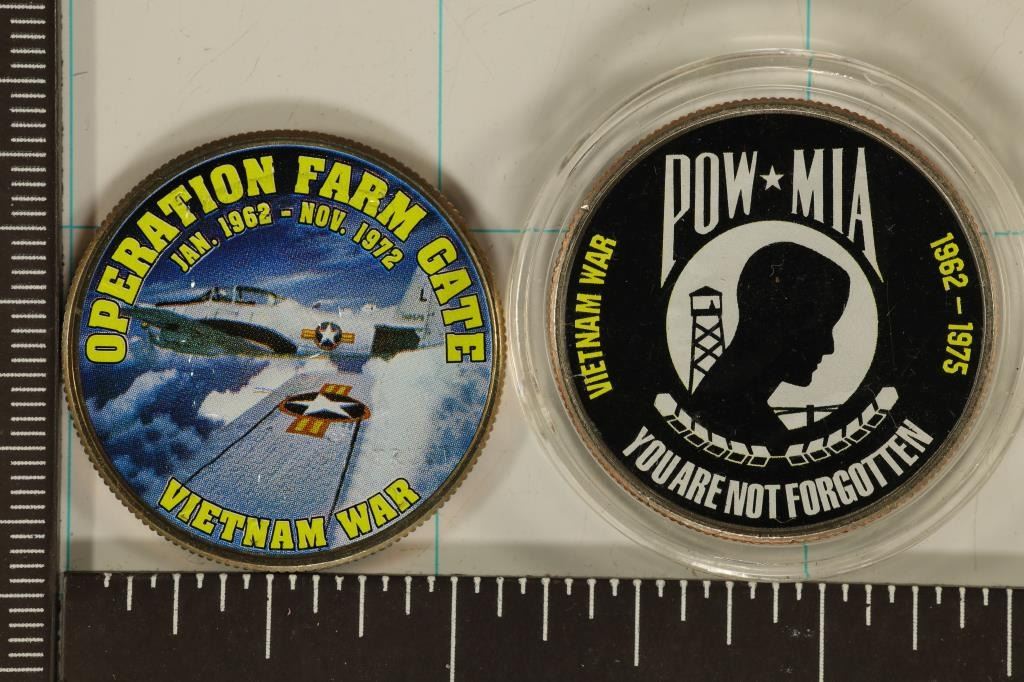 OPERATION FARM GATE
JAN. 1962 - NOV. 1972
L
VIETNAM WAR
POW★MIA
VIETNAM WAR
1962 – 1975
YOU ARE NOT FORGOTTEN